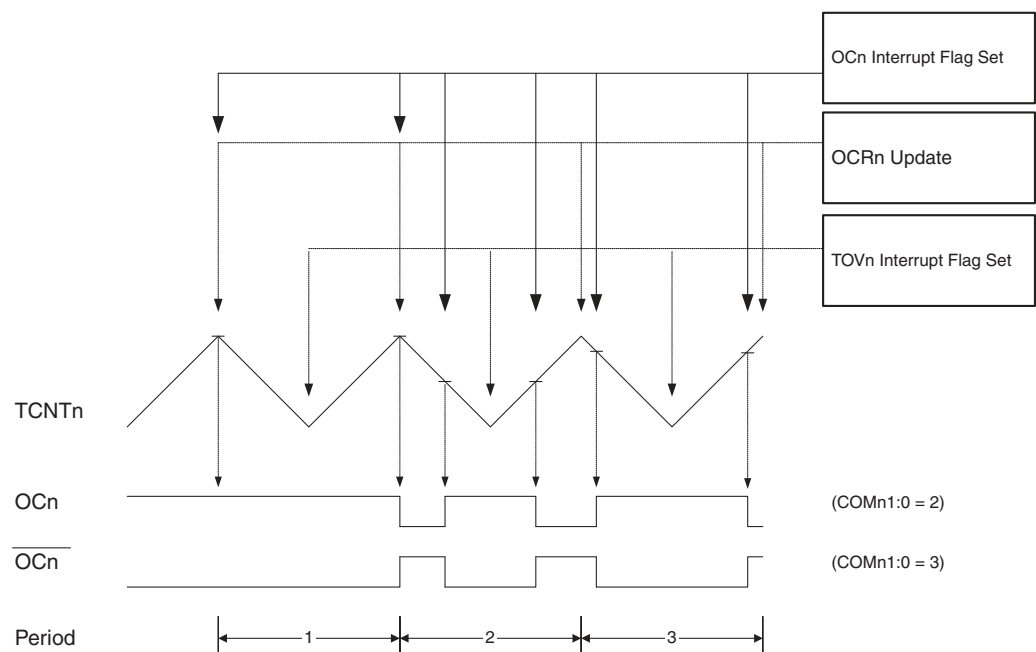 OCn Interrupt Flag Set
OCRn Update
TOVn Interrupt Flag Set
TCNTn
OCn
(COMn1:0 = 2)
OCn
(COMn1:0 = 3)
Period
1
2
3